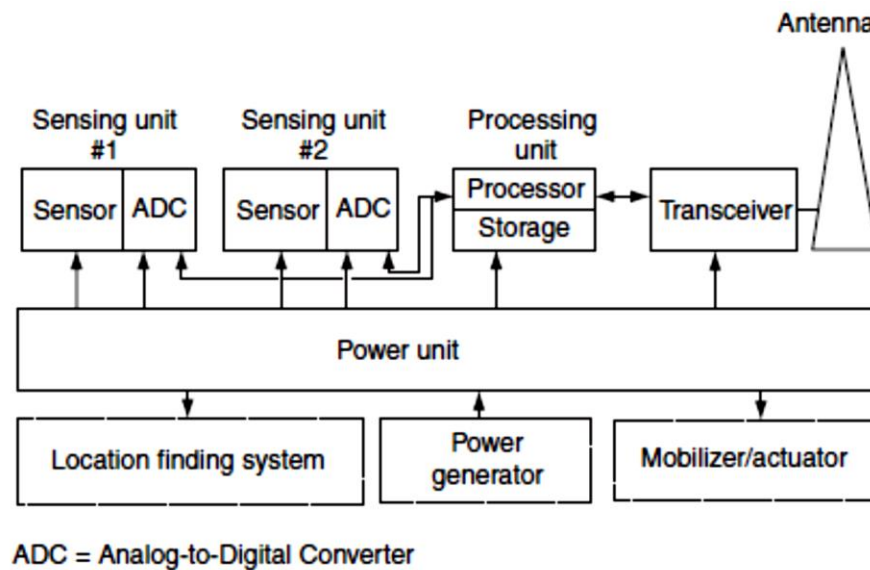 Antenna
Sensing unit
#1
Sensing unit
#2
Processing
unit
Sensor
ADC
Sensor
ADC
Processor
Storage
Transceiver
Power unit
Location finding system
Power
generator
Mobilizer/actuator
ADC = Analog-to-Digital Converter